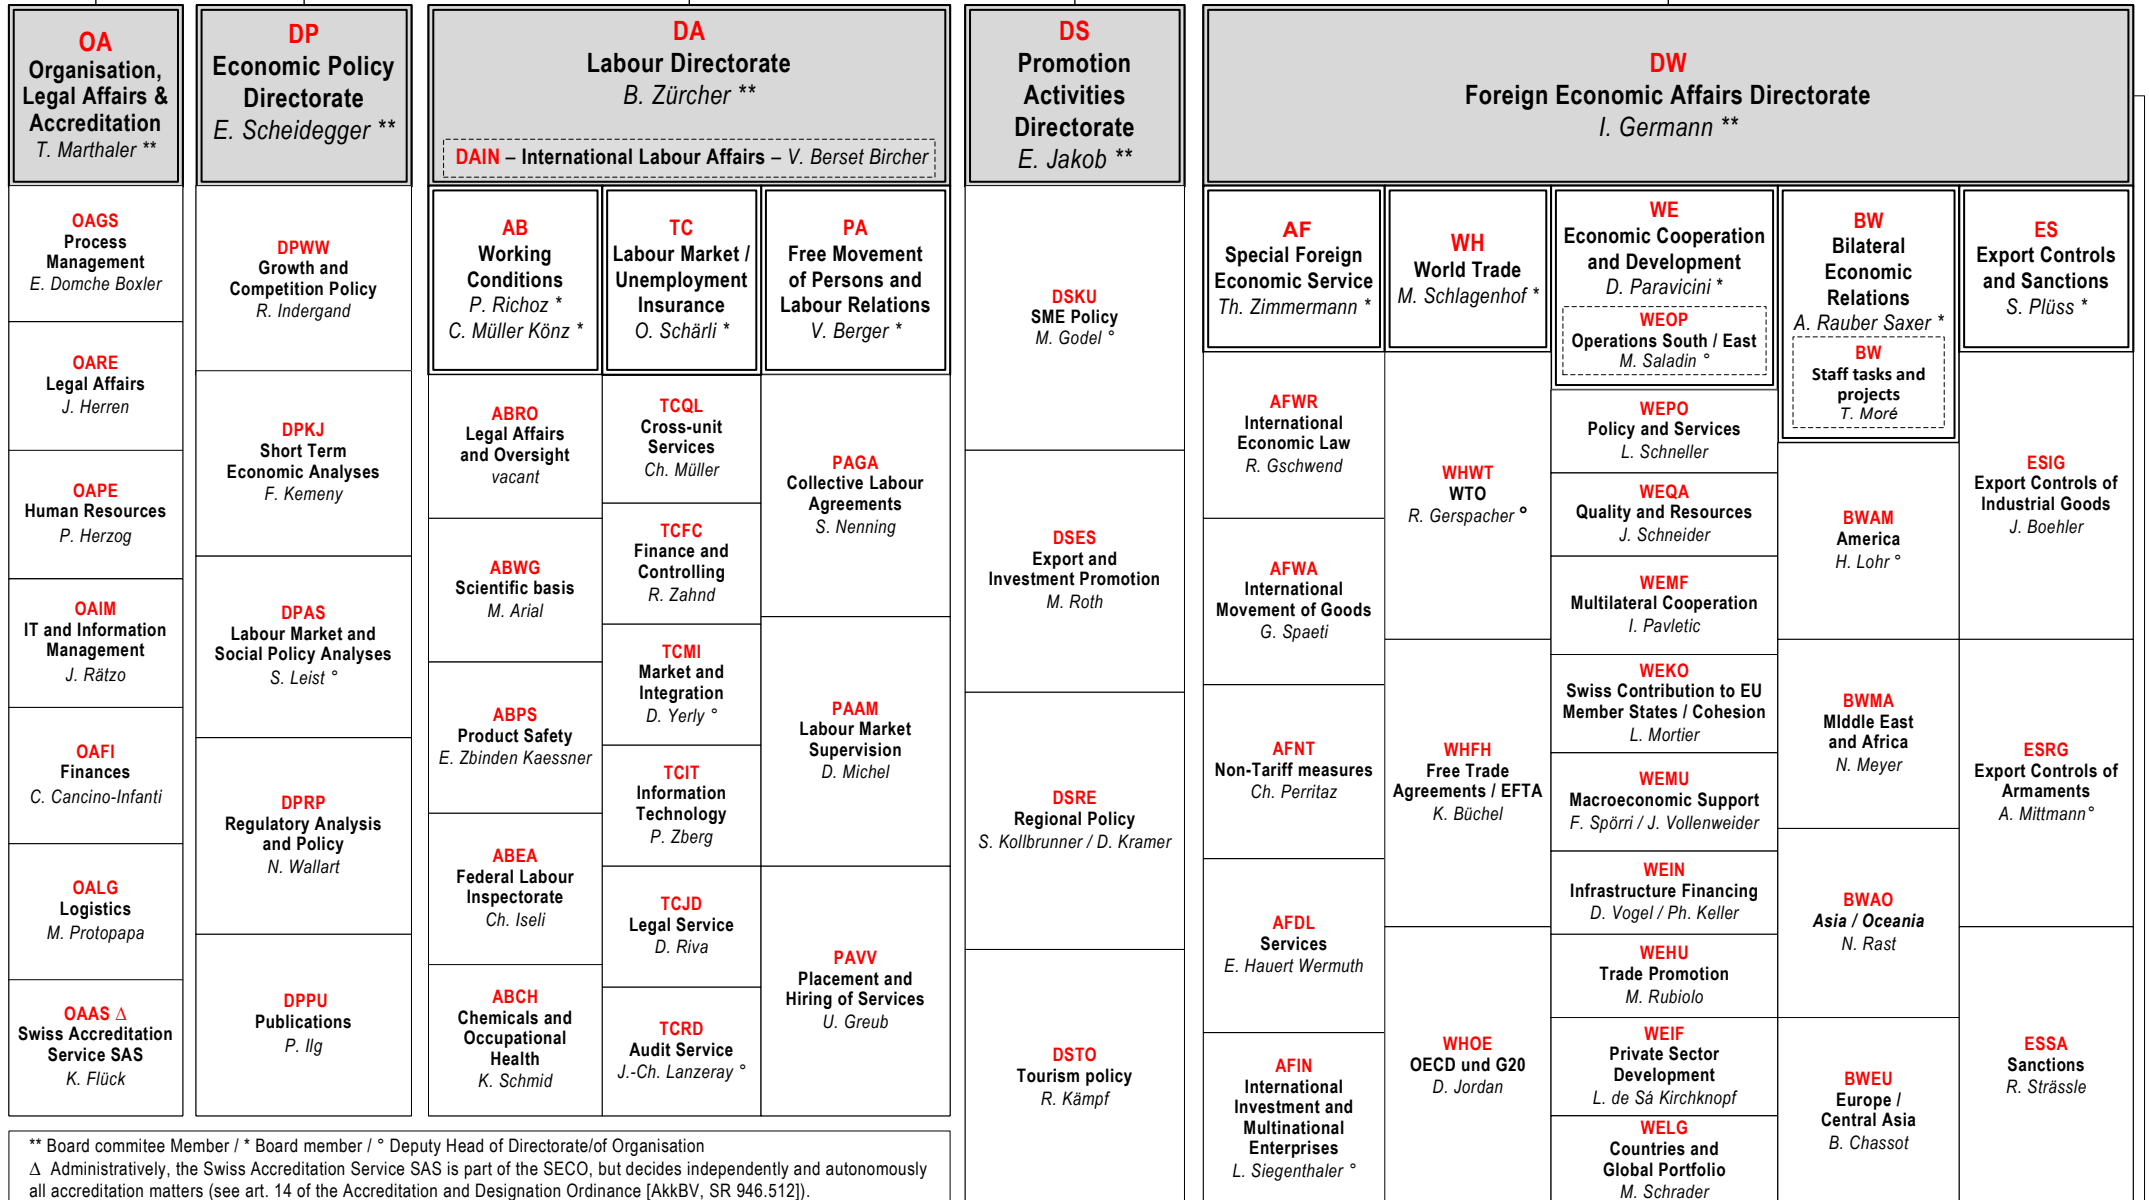 OA
Organisation,
Legal Affairs &
Accreditation
T. Marthaler **
OAGS
Process
Management
E. Domche Boxler
OARE
Legal Affairs
J. Herren
OAPE
Human Resources
P. Herzog
OAIM
IT and Information
Management
J. Rätzo
OAFI
Finances
C. Cancino-Infanti
OALG
Logistics
M. Protopapa
OAAS Δ
Swiss Accreditation
Service SAS
K. Flück
DP
Economic Policy
Directorate
E. Scheidegger **
DPWW
Growth and
Competition Policy
R. Indergand
DPKJ
Short Term
Economic Analyses
F. Kemeny
DPAS
Labour Market and
Social Policy Analyses
S. Leist °
DPRP
Regulatory Analysis
and Policy
N. Wallart
DPPU
Publications
P. Ilg
DA
Labour Directorate
B. Zürcher **
DAIN – International Labour Affairs – V. Berset Bircher
AB
Working
Conditions
P. Richoz *
C. Müller Könz *
ABRO
Legal Affairs
and Oversight
vacant
ABWG
Scientific basis
M. Arial
ABPS
Product Safety
E. Zbinden Kaessner
ABEA
Federal Labour
Inspectorate
Ch. Iseli
ABCH
Chemicals and
Occupational
Health
K. Schmid
TC
Labour Market /
Unemployment
Insurance
O. Schärli *
TCQL
Cross-unit
Services
Ch. Müller
TCFC
Finance and
Controlling
R. Zahnd
TCMI
Market and
Integration
D. Yerly °
TCIT
Information
Technology
P. Zberg
TCJD
Legal Service
D. Riva
TCRD
Audit Service
J.-Ch. Lanzeray °
PA
Free Movement
of Persons and
Labour Relations
V. Berger *
PAGA
Collective Labour
Agreements
S. Nenning
PAAM
Labour Market
Supervision
D. Michel
PAVV
Placement and
Hiring of Services
U. Greub
DS
Promotion
Activities
Directorate
E. Jakob **
DSKU
SME Policy
M. Godel °
DSES
Export and
Investment Promotion
M. Roth
DSRE
Regional Policy
S. Kollbrunner / D. Kramer
DSTO
Tourism policy
R. Kämpf
DW
Foreign Economic Affairs Directorate
I. Germann **
AF
Special Foreign
Economic Service
Th. Zimmermann *
AFWR
International
Economic Law
R. Gschwend
AFWA
International
Movement of Goods
G. Spaeti
AFNT
Non-Tariff measures
Ch. Perritaz
AFDL
Services
E. Hauert Wermuth
AFIN
International
Investment and
Multinational
Enterprises
L. Siegenthaler °
WH
World Trade
M. Schlagenhof *
WHWT
WTO
R. Gerspacher °
WHFH
Free Trade
Agreements / EFTA
K. Büchel
WHOE
OECD und G20
D. Jordan
WE
Economic Cooperation
and Development
D. Paravicini *
WEOP
Operations South / East
M. Saladin °
WEPO
Policy and Services
L. Schneller
WEQA
Quality and Resources
J. Schneider
WEMF
Multilateral Cooperation
I. Pavletic
WEKO
Swiss Contribution to EU
Member States / Cohesion
L. Mortier
WEMU
Macroeconomic Support
F. Spörri / J. Vollenweider
WEIN
Infrastructure Financing
D. Vogel / Ph. Keller
WEHU
Trade Promotion
M. Rubiolo
WEIF
Private Sector
Development
L. de Sá Kirchknopf
WELG
Countries and
Global Portfolio
M. Schrader
BW
Bilateral
Economic
Relations
A. Rauber Saxer *
BW
Staff tasks and
projects
T. Moré
BWAM
America
H. Lohr °
BWMA
MIddle East
and Africa
N. Meyer
BWAO
Asia / Oceania
N. Rast
BWEU
Europe /
Central Asia
B. Chassot
ES
Export Controls
and Sanctions
S. Plüss *
ESIG
Export Controls of
Industrial Goods
J. Boehler
ESRG
Export Controls of
Armaments
A. Mittmann°
ESSA
Sanctions
R. Strässle
** Board commitee Member / * Board member / ° Deputy Head of Directorate/of Organisation
Δ Administratively, the Swiss Accreditation Service SAS is part of the SECO, but decides independently and autonomously
all accreditation matters (see art. 14 of the Accreditation and Designation Ordinance [AkkBV, SR 946.512]).